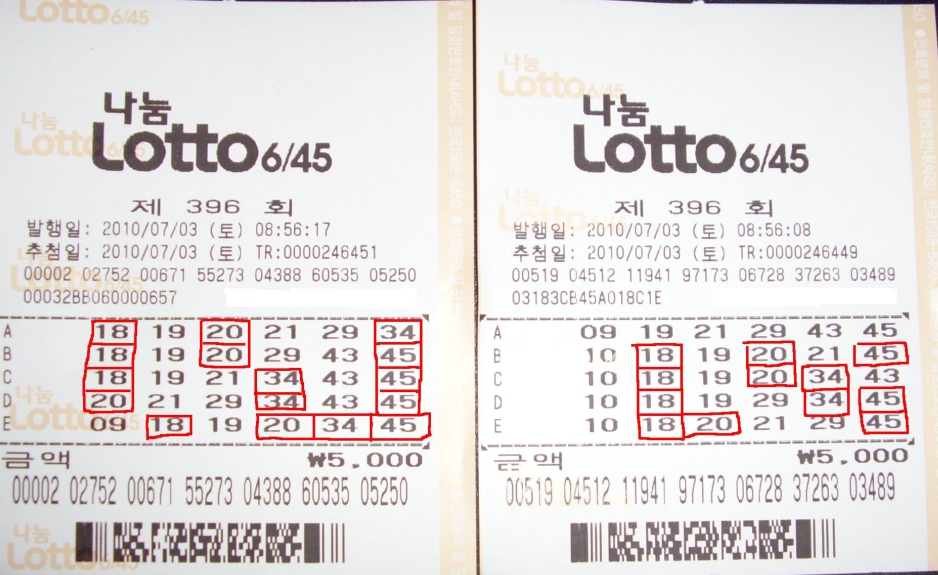 Lotto 6/45
나눔
Lotto 6/45
제 396 회
발행일: 2010/07/03 (토) 08:56:17
추첨일: 2010/07/03 (토) TR:0000246451
00002 02752 00671 55273 04388 60535 05250
00032BB060000657
A 18 19 20 21 29 34
B 18 19 20 29 43 45
C 18 19 21 34 43 45
D 20 21 29 34 43 45
E 09 18 19 20 34 45
금액 ₩5,000
00002 02752 00671 55273 04388 60535 05250
나눔
Lotto 6/45
제 396 회
발행일: 2010/07/03 (토) 08:56:08
추첨일: 2010/07/03 (토) TR:0000246449
00519 04512 11941 97173 06728 37263 03489
03183CB45A018C1E
A 09 19 21 29 43 45
B 10 18 19 20 21 45
C 10 18 19 20 34 43
D 10 18 19 29 34 45
E 10 18 20 21 29 45
금액 ₩5,000
00519 04512 11941 97173 06728 37263 03489